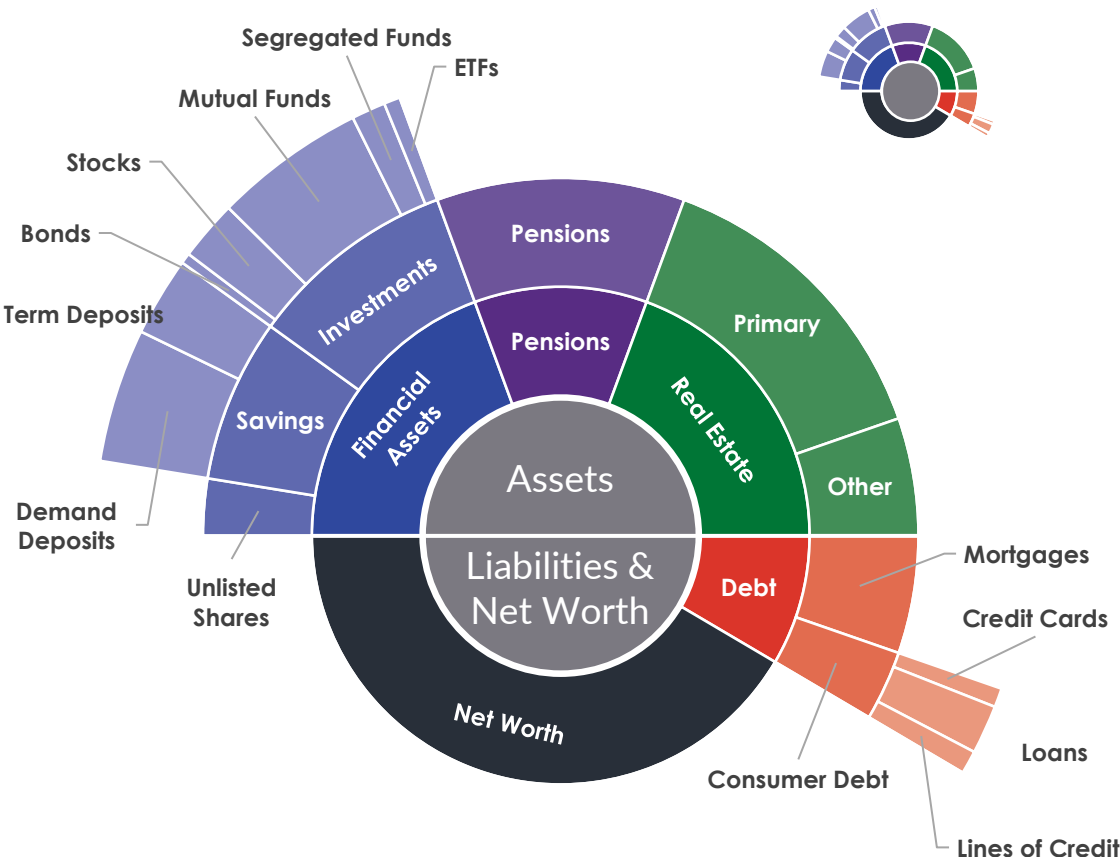 Segregated Funds
ETFs
Mutual Funds
Stocks
Bonds
Term Deposits
Demand
Deposits
Unlisted
Shares
Investments
Savings
Financial
Assets
Pensions
Pensions
Primary
Real Estate
Other
Assets
Liabilities &
Net Worth
Debt
Net Worth
Mortgages
Credit Cards
Loans
Consumer Debt
Lines of Credit